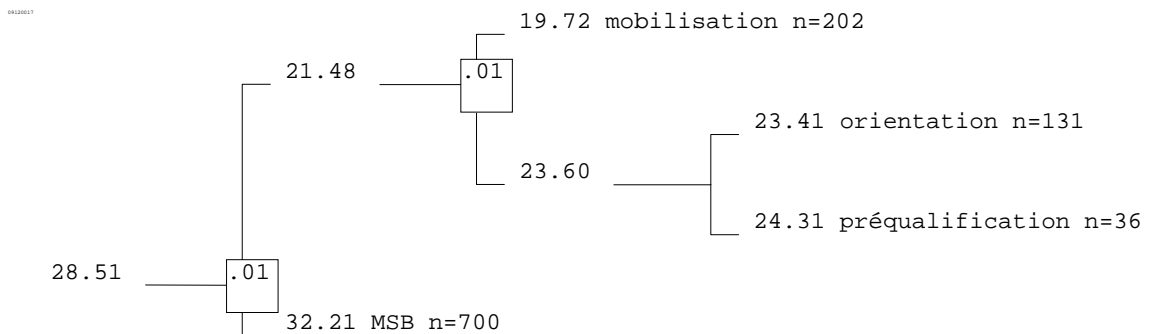 09120017
19.72 mobilisation n=202
21.48
.01
23.41 orientation n=131
23.60
24.31 préqualification n=36
28.51
.01
32.21 MSB n=700